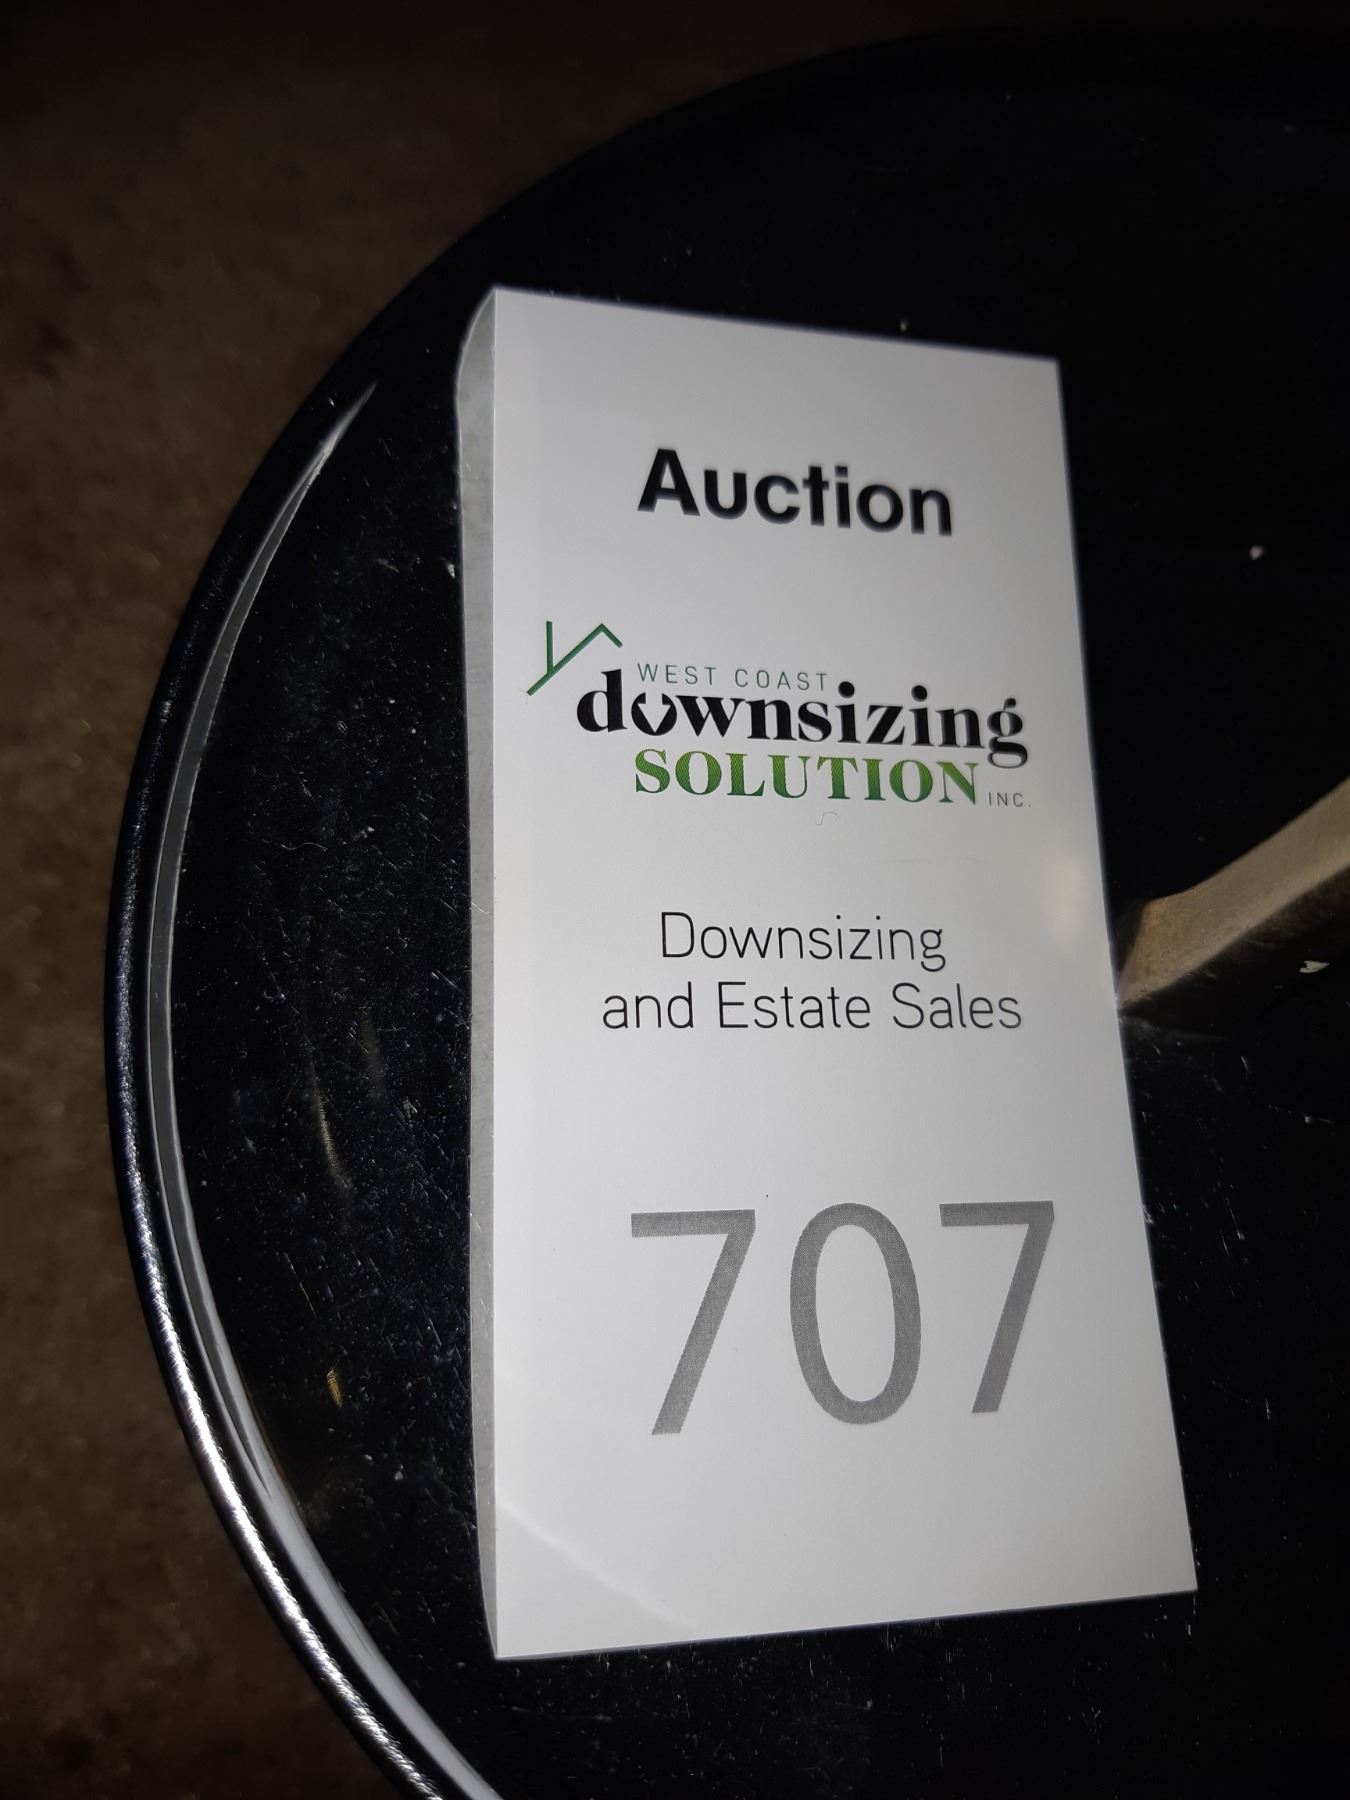 Auction
WEST COAST
downsizing
SOLUTION INC.
Downsizing
and Estate Sales
707